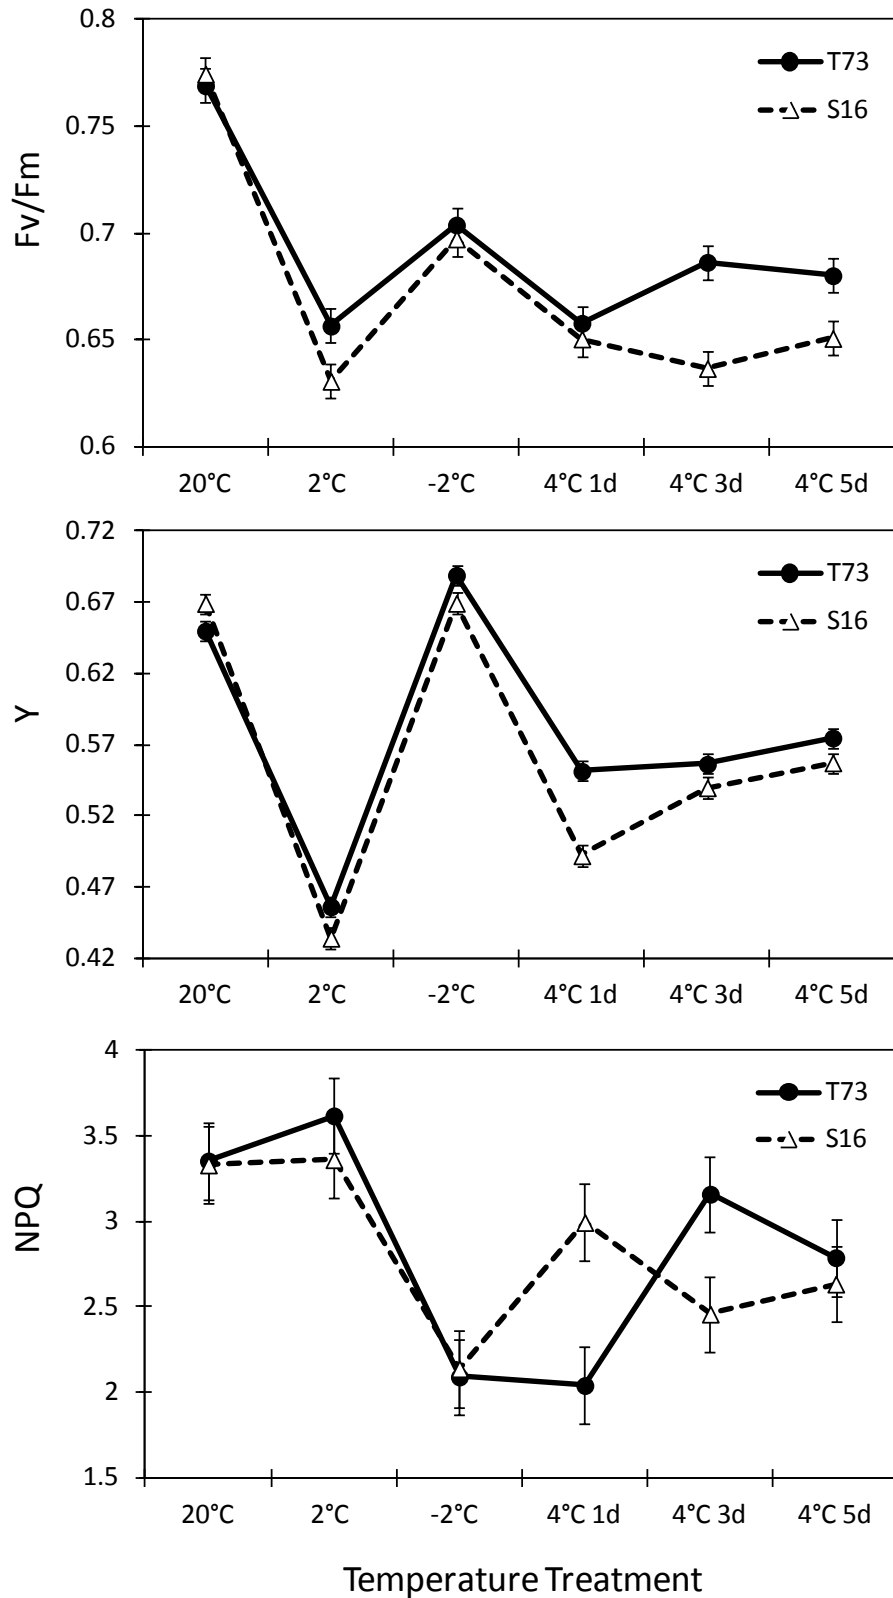 0.8
0.75
0.7
0.65
0.6
Fv/Fm
T73
S16
20°C 2°C -2°C 4°C 1d 4°C 3d 4°C 5d
0.72
0.67
0.62
0.57
0.52
0.47
0.42
Y
T73
S16
20°C 2°C -2°C 4°C 1d 4°C 3d 4°C 5d
4
3.5
3
2.5
2
1.5
NPQ
T73
S16
20°C 2°C -2°C 4°C 1d 4°C 3d 4°C 5d
Temperature Treatment